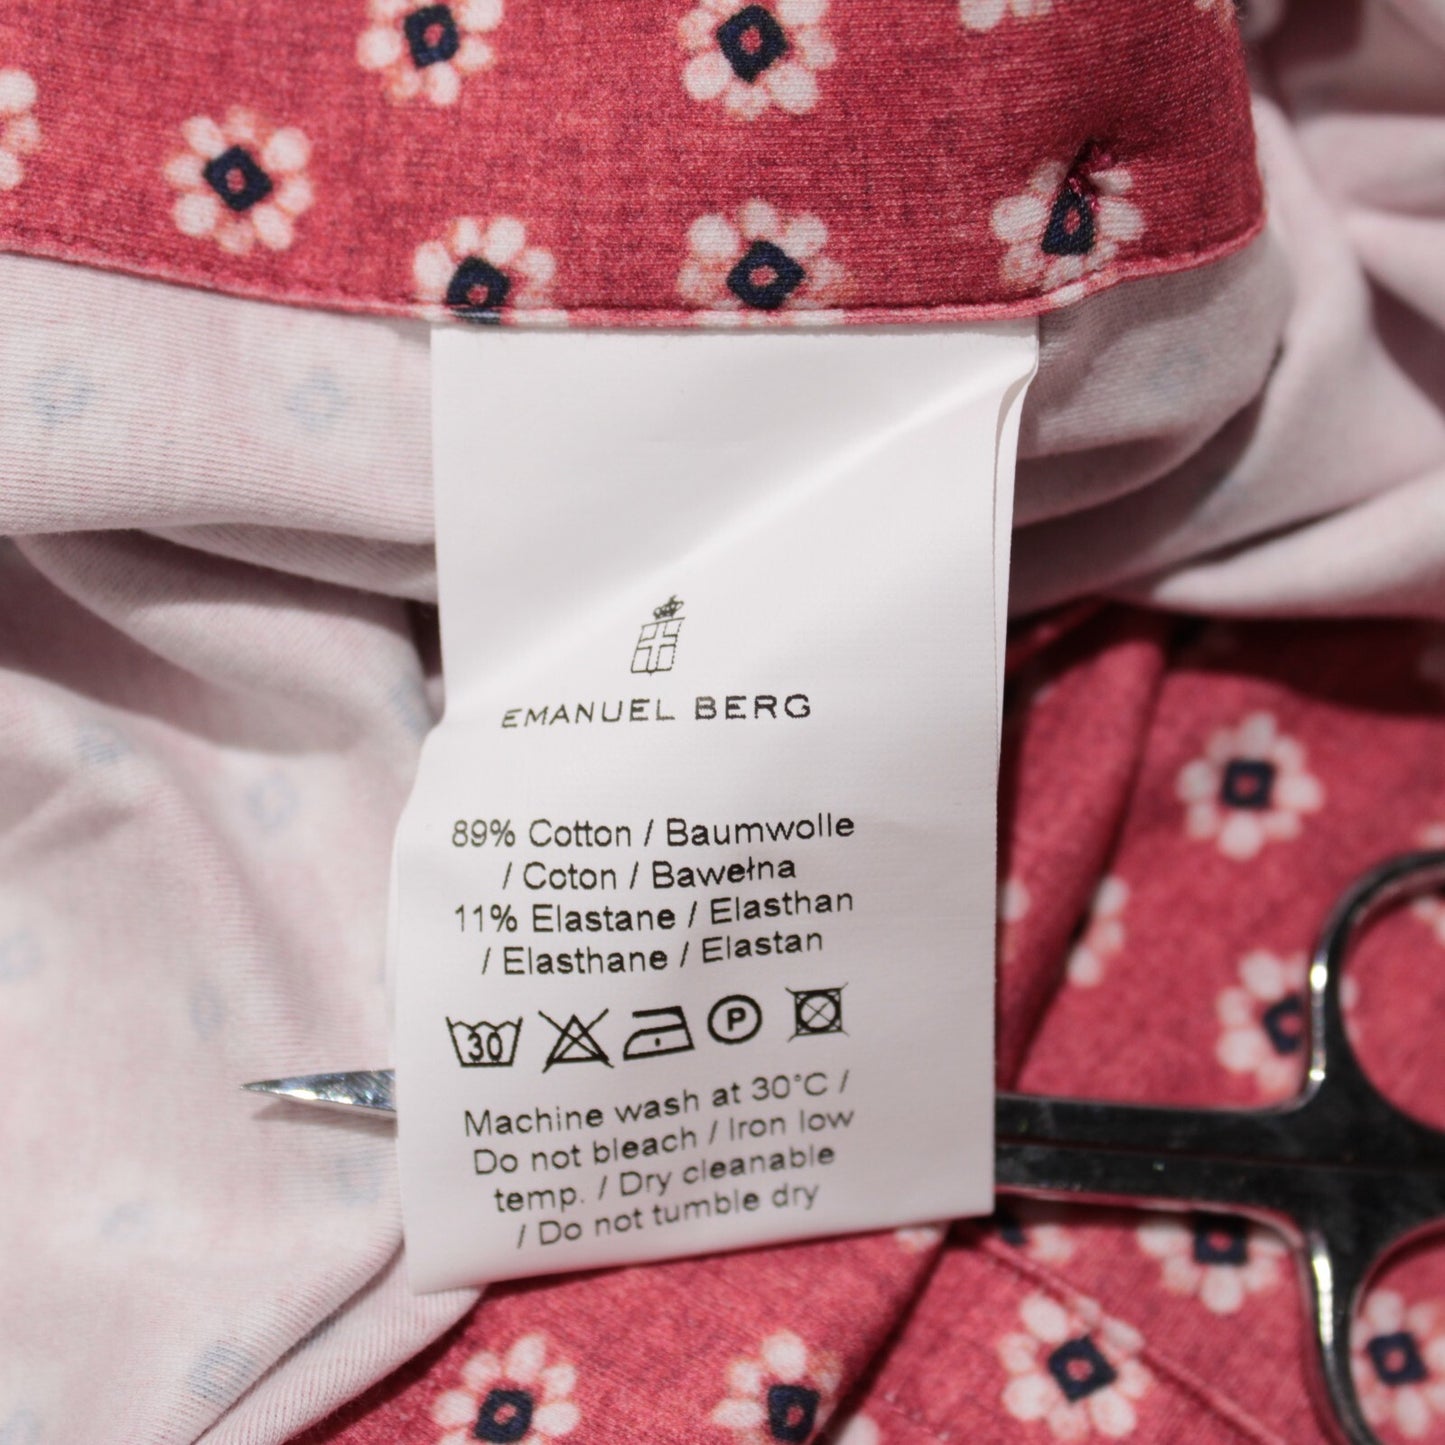 EMANUEL BERG
89% Cotton / Baumwolle
/ Coton / Bawełna
11% Elastane / Elasthan
/ Elasthane / Elastan
30 P
Machine wash at 30°C /
Do not bleach / Iron low
temp. / Dry cleanable
/ Do not tumble dry